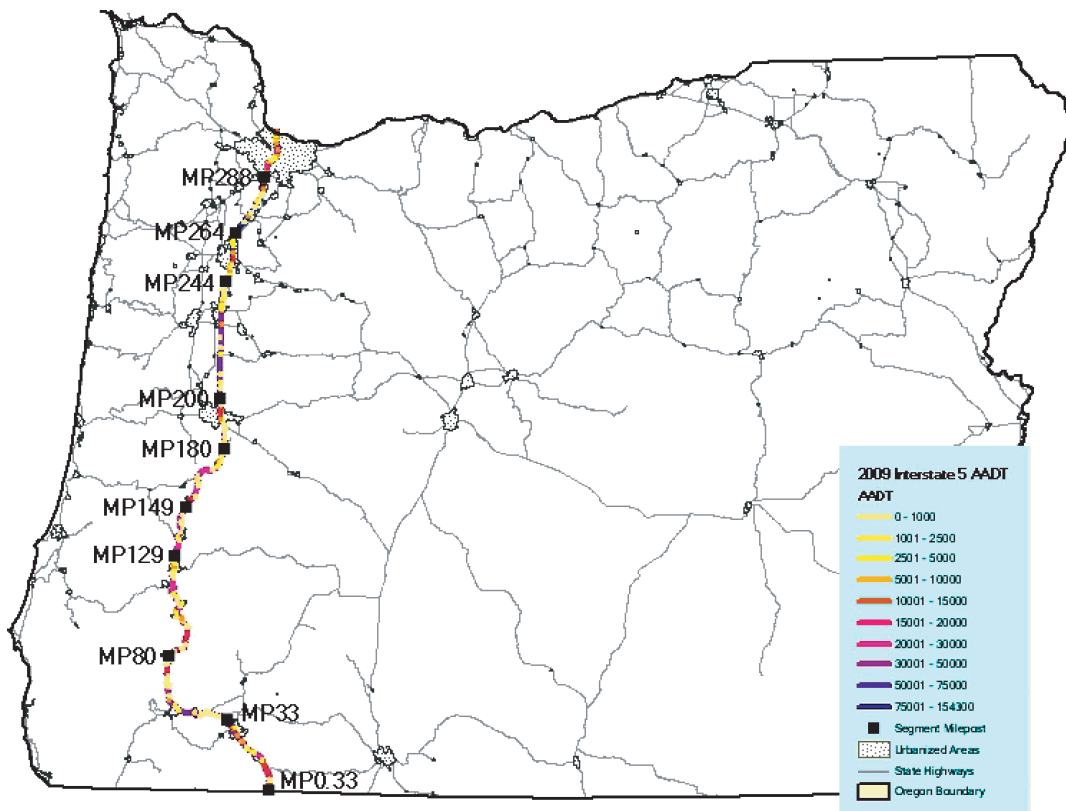 MP288
MP264
MP244
MP200
MP180
MP149
MP129
MP80
MP33
MP0.33
2009 Interstate 5 AADT
AADT
0 - 1000
1001 - 2500
2501 - 5000
5001 - 10000
10001 - 15000
15001 - 20000
20001 - 30000
30001 - 50000
50001 - 75000
75001 - 154300
Segment Milepost
Urbanized Areas
State Highways
Oregon Boundary